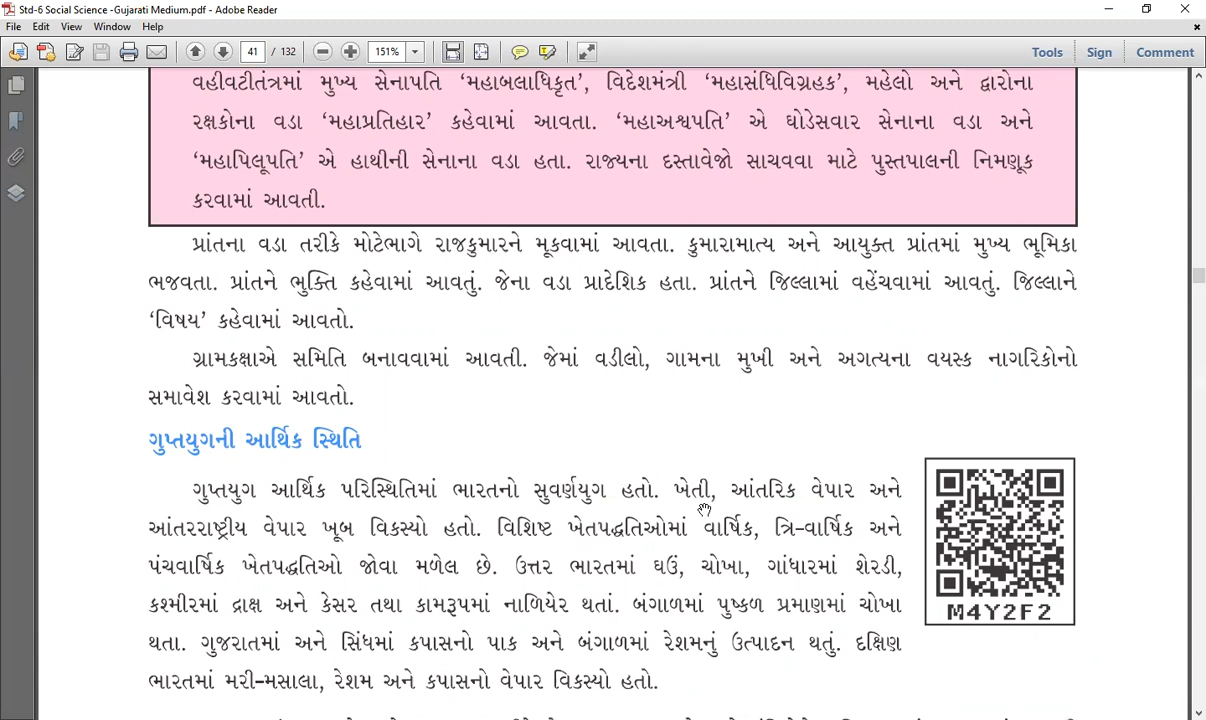 Std-6 Social Science -Gujarati Medium.pdf - Adobe Reader
File Edit View Window Help
41 / 132 151% Tools Sign Comment
વહીવટીતંત્રમાં મુખ્ય સેનાપતિ ‘મહાબલાધિકૃત’, વિદેશમંત્રી ‘મહાસંધિવિગ્રહક’, મહેલો અને દ્વારોના
રક્ષકોના વડા ‘મહાપ્રતિહાર’ કહેવામાં આવતા. ‘મહાઅશ્વપતિ’ એ ઘોડેસવાર સેનાના વડા અને
‘મહાપિલૂપતિ’ એ હાથીની સેનાના વડા હતા. રાજ્યના દસ્તાવેજો સાચવવા માટે પુસ્તપાલની નિમણૂક
કરવામાં આવતી.
પ્રાંતના વડા તરીકે મોટેભાગે રાજકુમારને મૂકવામાં આવતા. કુમારામાત્ય અને આયુક્ત પ્રાંતમાં મુખ્ય ભૂમિકા
ભજવતા. પ્રાંતને ભુક્તિ કહેવામાં આવતું. જેના વડા પ્રાદેશિક હતા. પ્રાંતને જિલ્લામાં વહેંચવામાં આવતું. જિલ્લાને
‘વિષય’ કહેવામાં આવતો.
ગ્રામકક્ષાએ સમિતિ બનાવવામાં આવતી. જેમાં વડીલો, ગામના મુખી અને અગત્યના વયસ્ક નાગરિકોનો
સમાવેશ કરવામાં આવતો.
ગુપ્તયુગની આર્થિક સ્થિતિ
ગુપ્તયુગ આર્થિક પરિસ્થિતિમાં ભારતનો સુવર્ણયુગ હતો. ખેતી, આંતરિક વેપાર અને
આંતરરાષ્ટ્રીય વેપાર ખૂબ વિકસ્યો હતો. વિશિષ્ટ ખેતપદ્ધતિઓમાં વાર્ષિક, ત્રિ-વાર્ષિક અને
પંચવાર્ષિક ખેતપદ્ધતિઓ જોવા મળેલ છે. ઉત્તર ભારતમાં ઘઉં, ચોખા, ગાંધારમાં શેરડી,
કશ્મીરમાં દ્રાક્ષ અને કેસર તથા કામરૂપમાં નાળિયેર થતાં. બંગાળમાં પુષ્કળ પ્રમાણમાં ચોખા
થતા. ગુજરાતમાં અને સિંધમાં કપાસનો પાક અને બંગાળમાં રેશમનું ઉત્પાદન થતું. દક્ષિણ
ભારતમાં મરી-મસાલા, રેશમ અને કપાસનો વેપાર વિકસ્યો હતો.
M4Y2F2